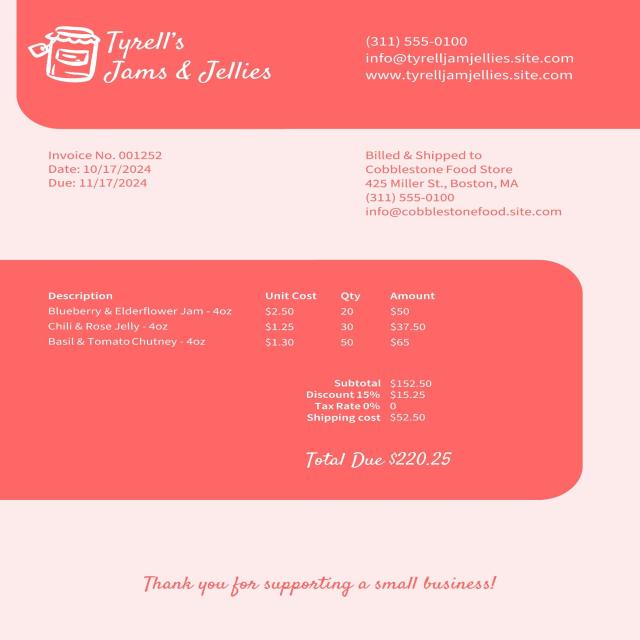 Tyrell's
Jams & Jellies
(311) 555-0100
info@tyrelljamjellies.site.com
www.tyrelljamjellies.site.com
Invoice No. 001252
Date: 10/17/2024
Due: 11/17/2024
Billed & Shipped to
Cobblestone Food Store
425 Miller St., Boston, MA
(311) 555-0100
info@cobblestonefood.site.com
Description Unit Cost Qty Amount
Blueberry & Elderflower Jam - 4oz $2.50 20 $50
Chili & Rose Jelly - 4oz $1.25 30 $37.50
Basil & Tomato Chutney - 4oz $1.30 50 $65
Subtotal $152.50
Discount 15% $15.25
Tax Rate 0% 0
Shipping cost $52.50
Total Due $220.25
Thank you for supporting a small business!